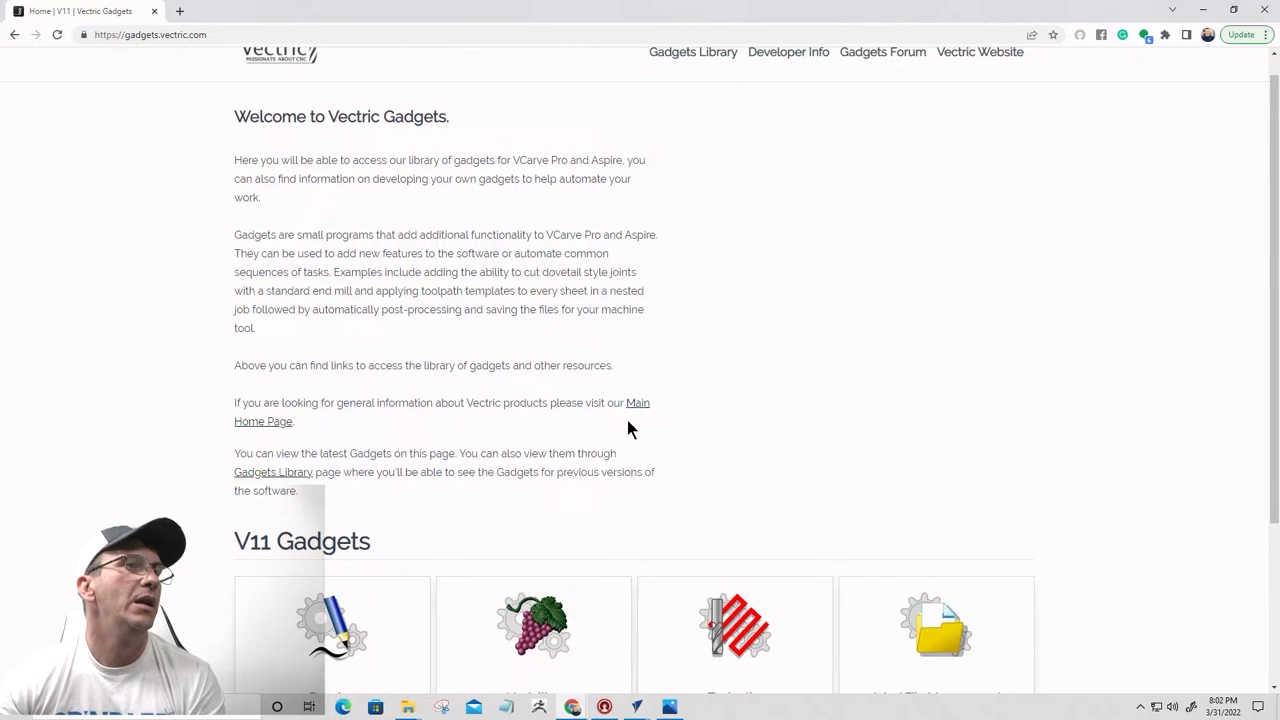 Home | V11 | Vectric Gadgets
https://gadgets.vectric.com
Update
Vectric
PASSIONATE ABOUT CNC
Gadgets Library
Developer Info
Gadgets Forum
Vectric Website
Welcome to Vectric Gadgets.
Here you will be able to access our library of gadgets for VCarve Pro and Aspire, you
can also find information on developing your own gadgets to help automate your
work.
Gadgets are small programs that add additional functionality to VCarve Pro and Aspire.
They can be used to add new features to the software or automate common
sequences of tasks. Examples include adding the ability to cut dovetail style joints
with a standard end mill and applying toolpath templates to every sheet in a nested
job followed by automatically post-processing and saving the files for your machine
tool.
Above you can find links to access the library of gadgets and other resources.
If you are looking for general information about Vectric products please visit our Main
Home Page.
You can view the latest Gadgets on this page. You can also view them through
Gadgets Library page where you'll be able to see the Gadgets for previous versions of
the software.
V11 Gadgets
8:02 PM
3/31/2022